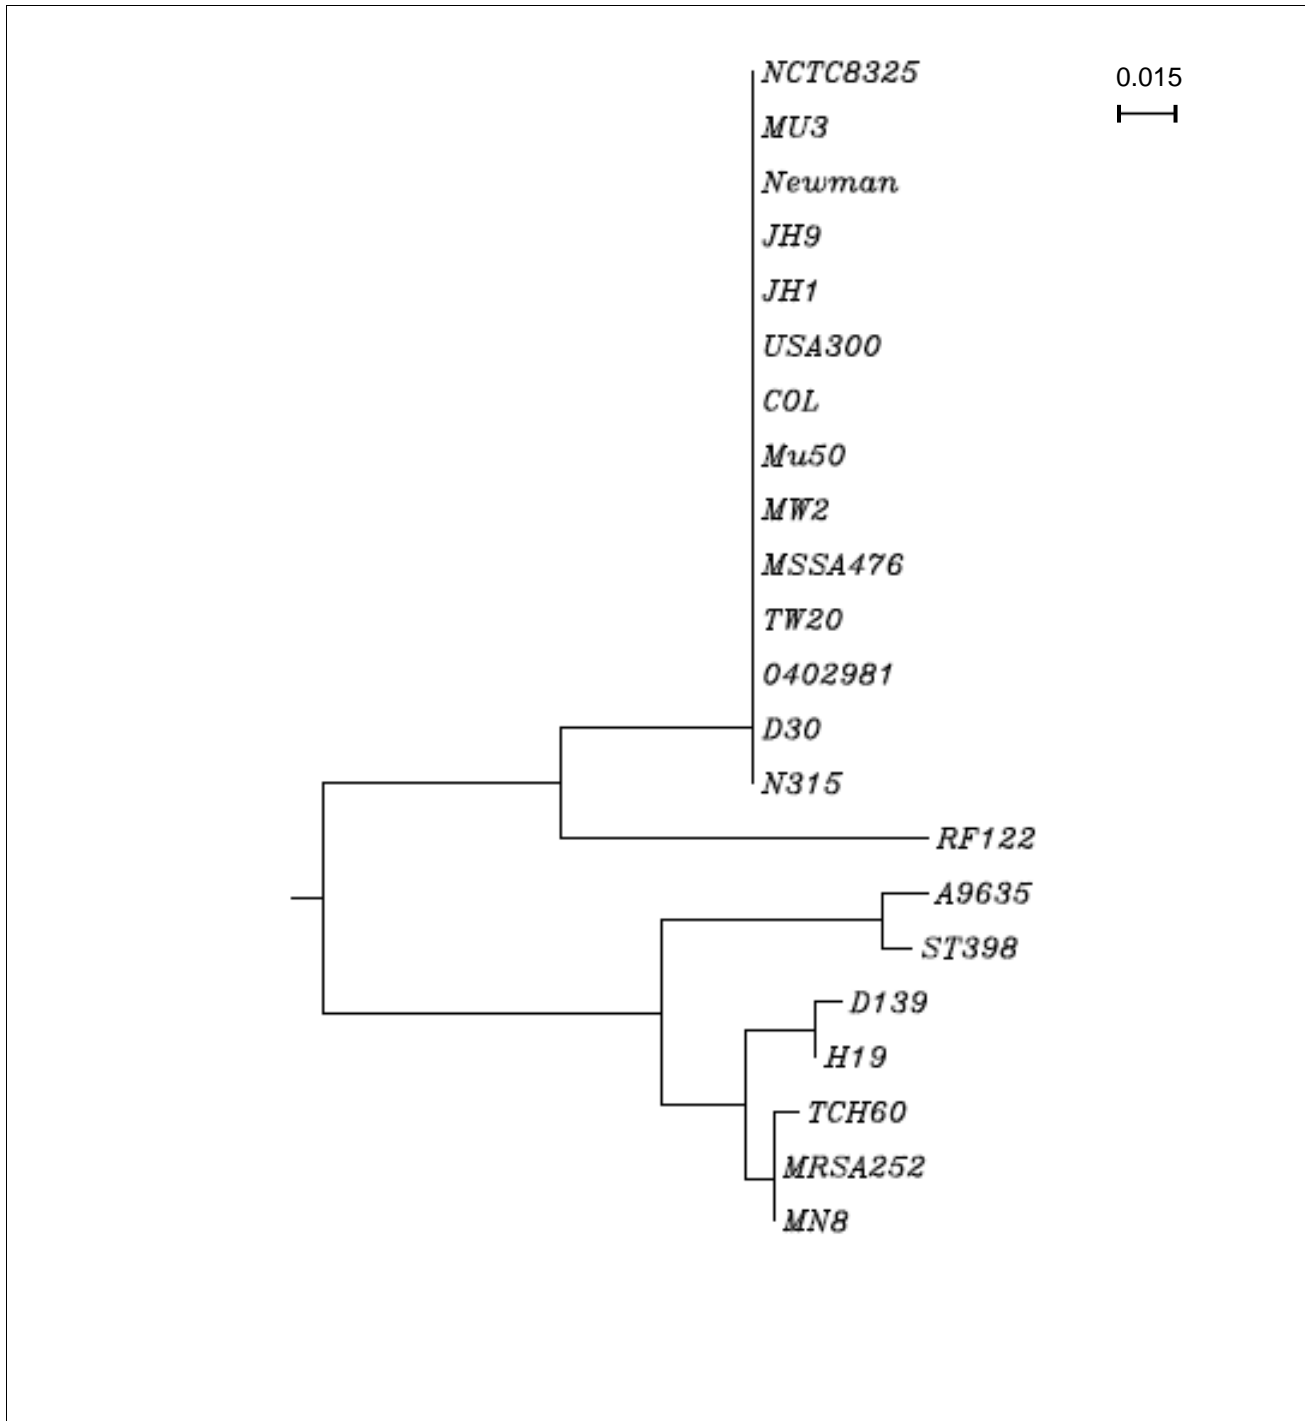 NCTC8325
0.015
MU3
Newman
JH9
JH1
USA300
COL
Mu50
MW2
MSSA476
TW20
0402981
D30
N315
RF122
A9635
ST398
D139
H19
TCH60
MRSA252
MN8